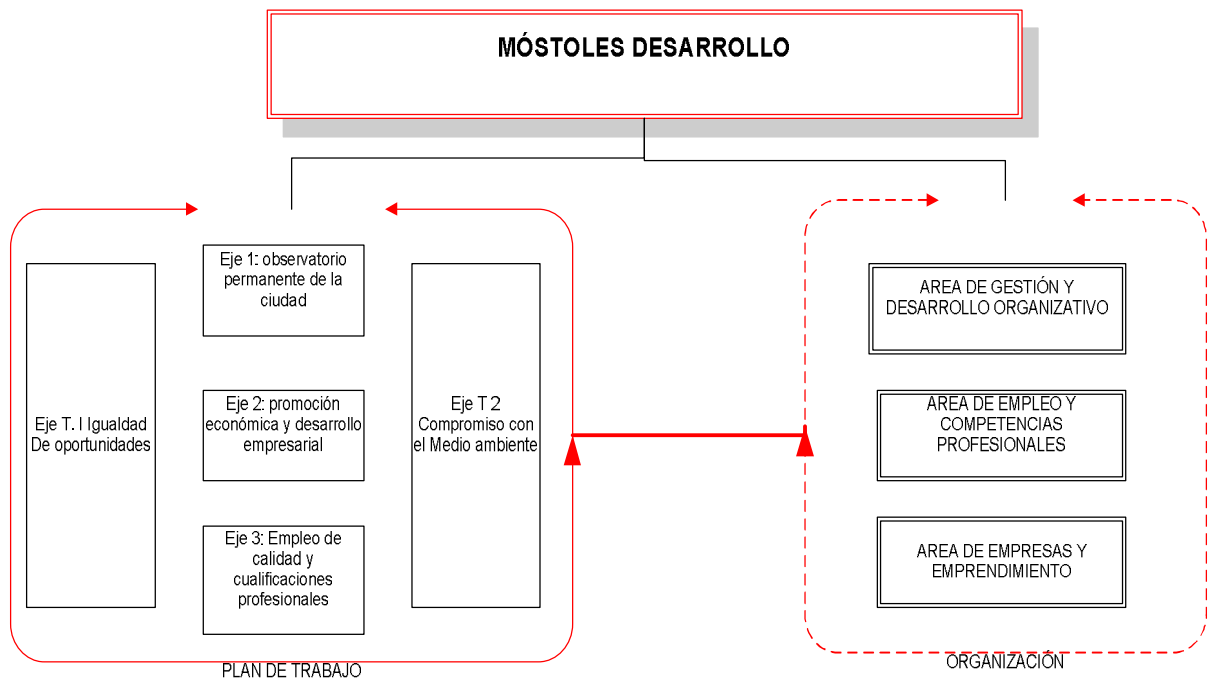 MÓSTOLES DESARROLLO
Eje T. I Igualdad
De oportunidades
Eje 1: observatorio
permanente de la
ciudad
Eje 2: promoción
económica y desarrollo
empresarial
Eje 3: Empleo de
calidad y
cualificaciones
profesionales
Eje T 2
Compromiso con
el Medio ambiente
PLAN DE TRABAJO
AREA DE GESTIÓN Y
DESARROLLO ORGANIZATIVO
AREA DE EMPLEO Y
COMPETENCIAS
PROFESIONALES
AREA DE EMPRESAS Y
EMPRENDIMIENTO
ORGANIZACIÓN